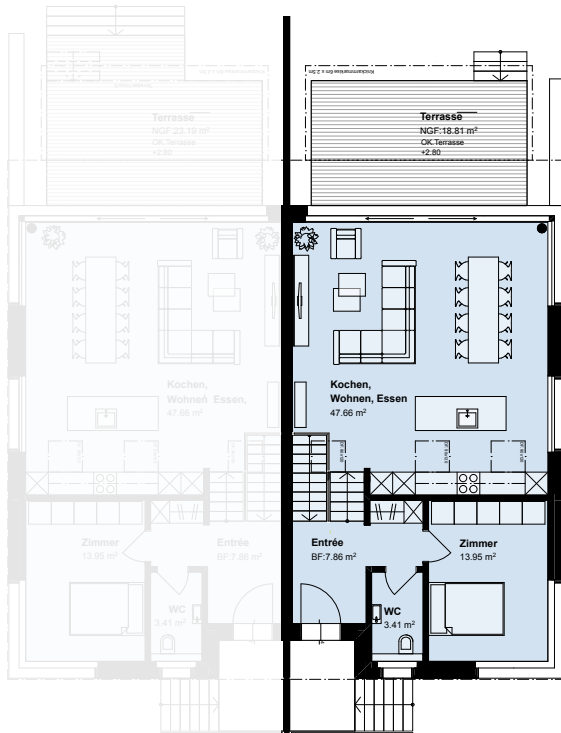 Terrasse
NGF:23.19 m²
OK Terrasse
+2.80
Terrasse
NGF:18.81 m²
OK Terrasse
+2.80
Kochen,
Wohnen Essen,
47.66 m²
Kochen,
Wohnen, Essen
47.66 m²
Zimmer
13.95 m²
Entrée
BF:7.86 m²
Entrée
BF:7.86 m²
Zimmer
13.95 m²
WC
3.41 m²
WC
3.41 m²